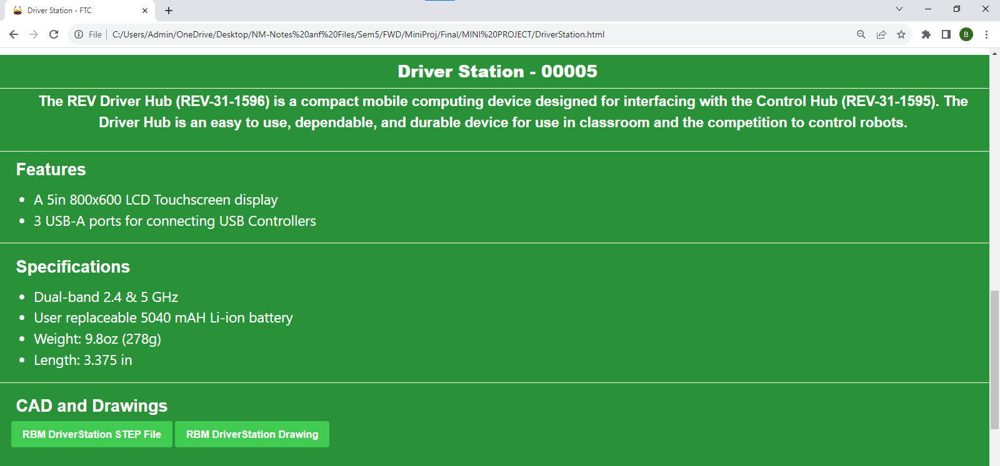 Driver Station - FTC
File
C:/Users/Admin/OneDrive/Desktop/NM-Notes%20anf%20Files/Sem5/FWD/MiniProj/Final/MINI%20PROJECT/DriverStation.html
B
Driver Station - 00005
The REV Driver Hub (REV-31-1596) is a compact mobile computing device designed for interfacing with the Control Hub (REV-31-1595). The
Driver Hub is an easy to use, dependable, and durable device for use in classroom and the competition to control robots.
Features
• A 5in 800x600 LCD Touchscreen display
• 3 USB-A ports for connecting USB Controllers
Specifications
• Dual-band 2.4 & 5 GHz
• User replaceable 5040 mAH Li-ion battery
• Weight: 9.8oz (278g)
• Length: 3.375 in
CAD and Drawings
RBM DriverStation STEP File
RBM DriverStation Drawing